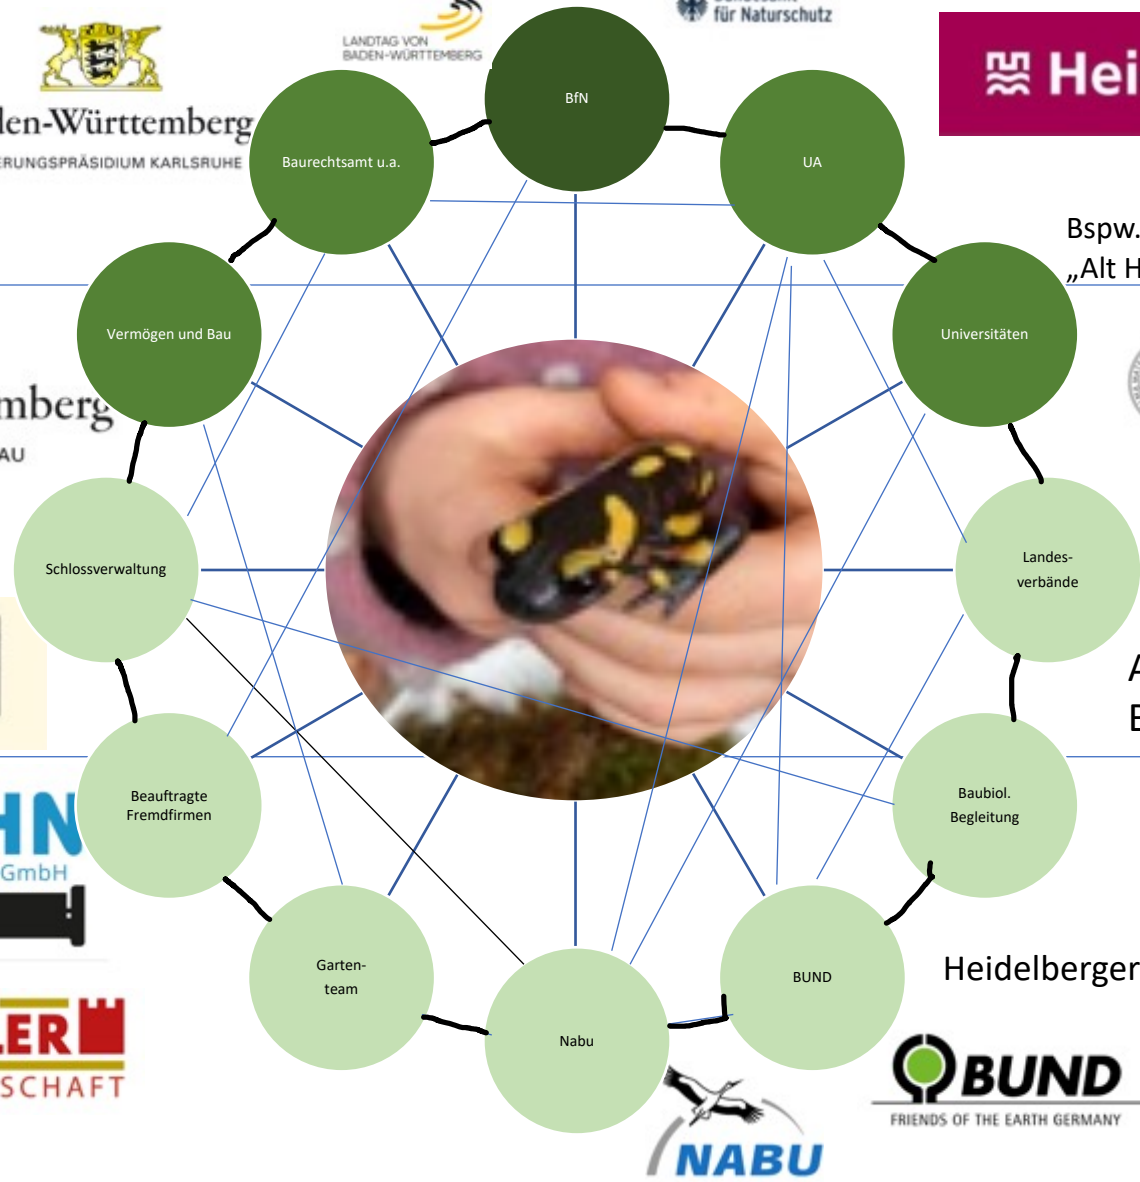 für Naturschutz
LANDTAG VON
BADEN-WÜRTTEMBERG
BfN
Hei
den-Württemberg
ERUNGSPRÄSIDIUM KARLSRUHE
Baurechtsamt u.a.
UA
Bspw.
„Alt H
Vermögen und Bau
Universitäten
mberg
AU
Schlossverwaltung
Landes-
verbände
A
E
Beauftragte
Fremdfirmen
HN
GmbH
Baubiol.
Begleitung
Garten-
team
BUND
Heidelberger
Nabu
LER
SCHAFT
BUND
FRIENDS OF THE EARTH GERMANY
NABU